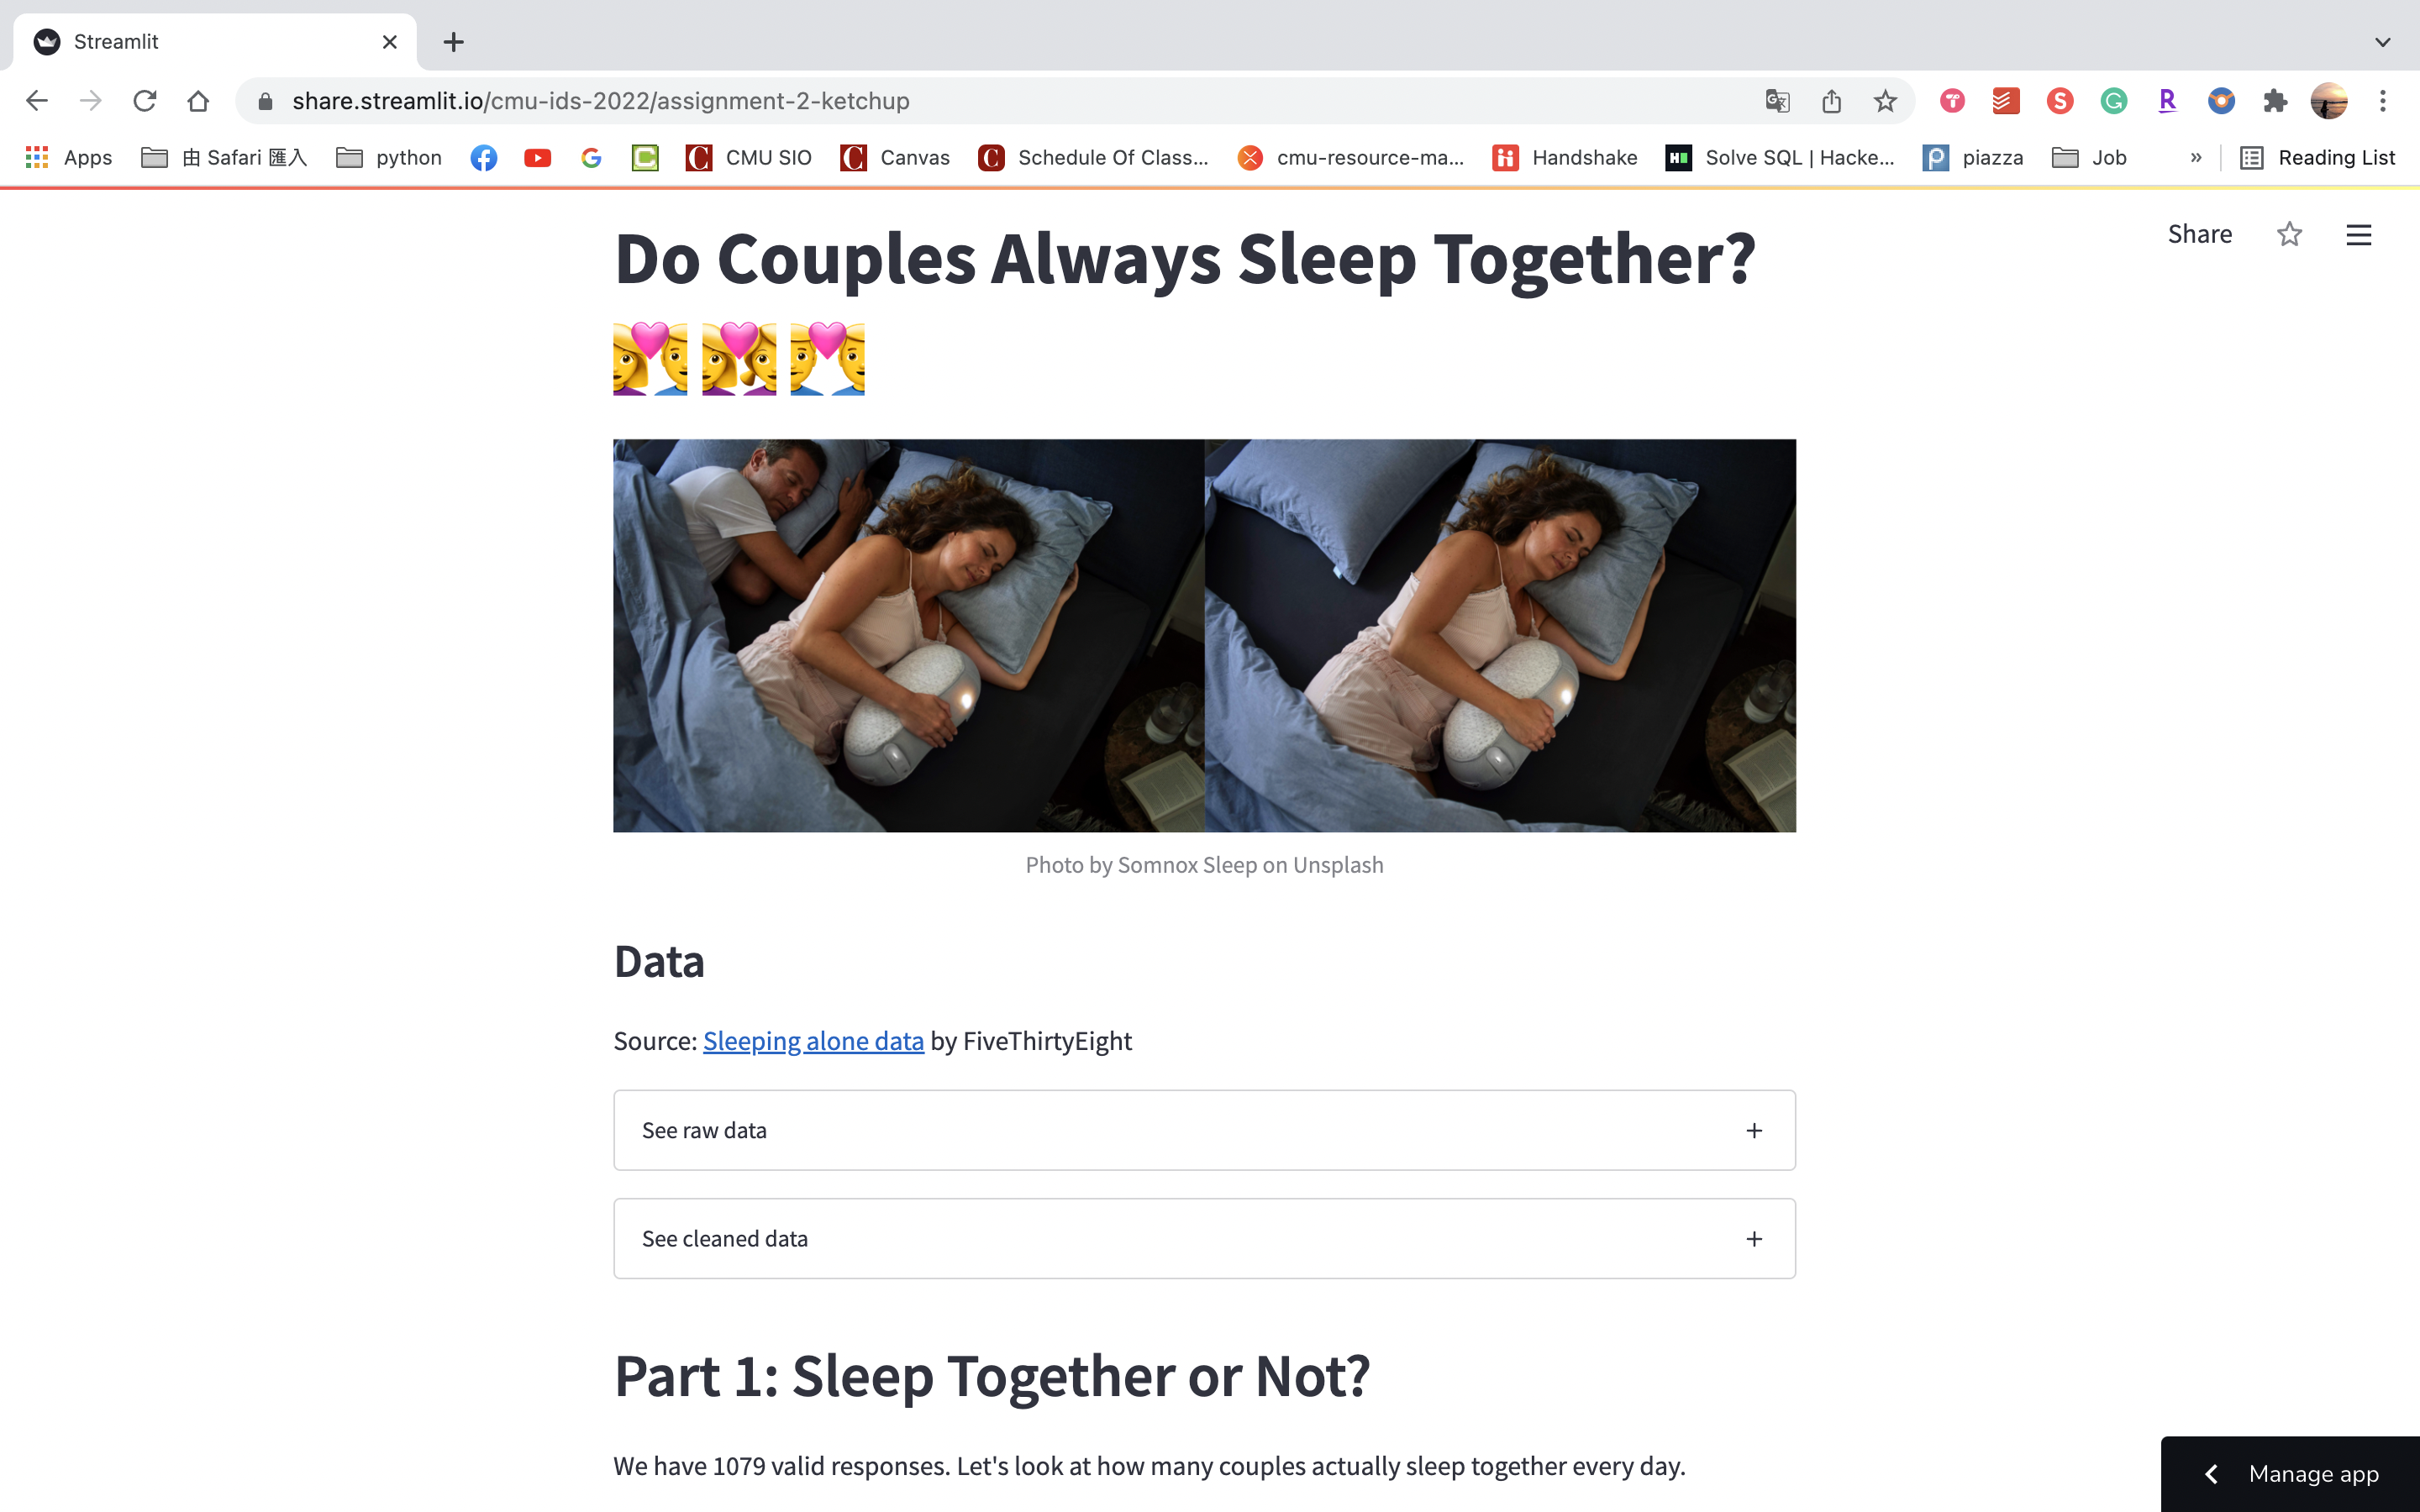 Streamlit
share.streamlit.io/cmu-ids-2022/assignment-2-ketchup
Apps 由 Safari 匯入 python CMU SIO Canvas Schedule Of Class... cmu-resource-ma... Handshake Solve SQL | Hacke... piazza Job » Reading List
Share
Do Couples Always Sleep Together?
Photo by Somnox Sleep on Unsplash
Data
Source: Sleeping alone data by FiveThirtyEight
See raw data
See cleaned data
Part 1: Sleep Together or Not?
We have 1079 valid responses. Let's look at how many couples actually sleep together every day.
Manage app